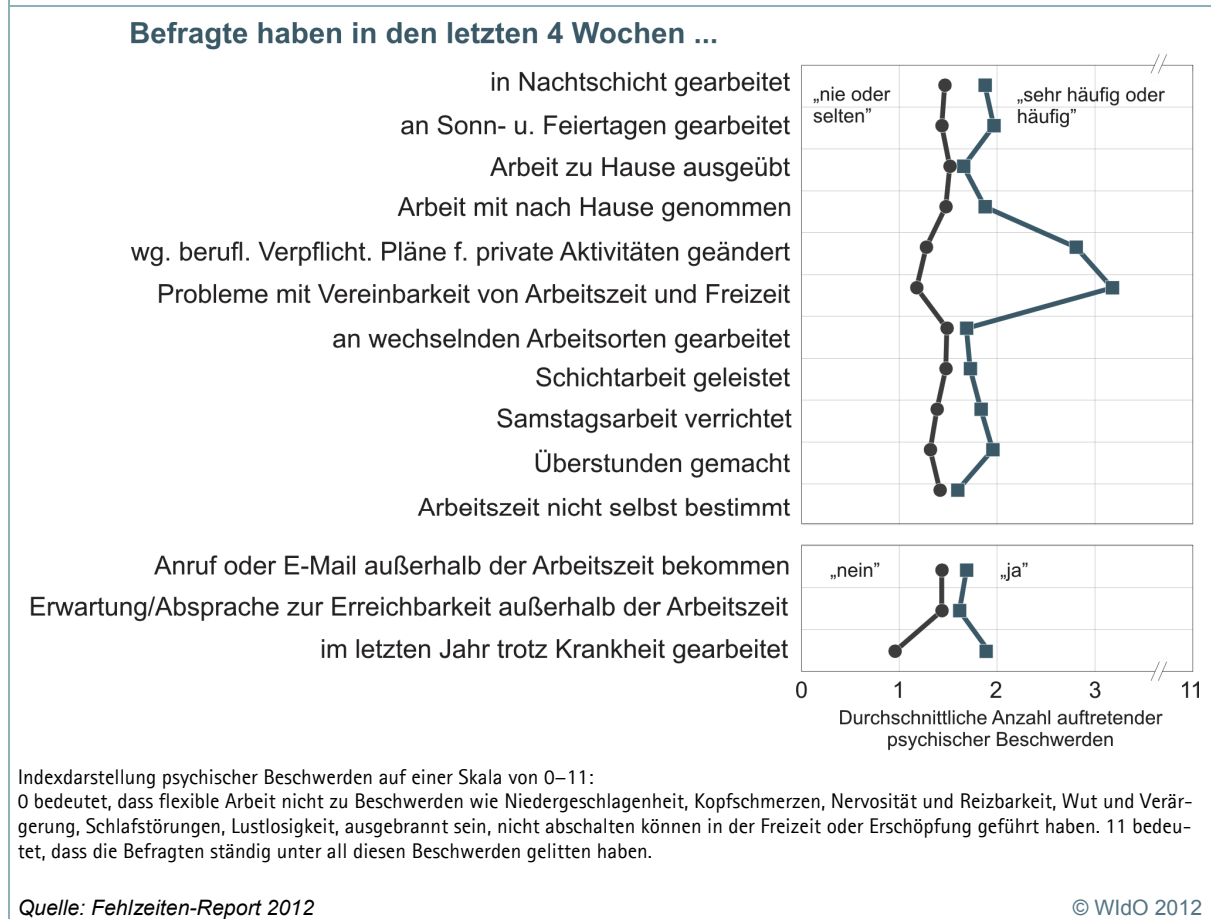 Befragte haben in den letzten 4 Wochen ...
in Nachtschicht gearbeitet
an Sonn- u. Feiertagen gearbeitet
Arbeit zu Hause ausgeübt
Arbeit mit nach Hause genommen
wg. berufl. Verpflicht. Pläne f. private Aktivitäten geändert
Probleme mit Vereinbarkeit von Arbeitszeit und Freizeit
an wechselnden Arbeitsorten gearbeitet
Schichtarbeit geleistet
Samstagsarbeit verrichtet
Überstunden gemacht
Arbeitszeit nicht selbst bestimmt
„nie oder
selten”
„sehr häufig oder
häufig”
Anruf oder E-Mail außerhalb der Arbeitszeit bekommen
Erwartung/Absprache zur Erreichbarkeit außerhalb der Arbeitszeit
im letzten Jahr trotz Krankheit gearbeitet
„nein”
„ja”
0 1 2 3 11
Durchschnittliche Anzahl auftretender
psychischer Beschwerden
Indexdarstellung psychischer Beschwerden auf einer Skala von 0–11:
0 bedeutet, dass flexible Arbeit nicht zu Beschwerden wie Niedergeschlagenheit, Kopfschmerzen, Nervosität und Reizbarkeit, Wut und Verär-
gerung, Schlafstörungen, Lustlosigkeit, ausgebrannt sein, nicht abschalten können in der Freizeit oder Erschöpfung geführt haben. 11 bedeu-
tet, dass die Befragten ständig unter all diesen Beschwerden gelitten haben.
Quelle: Fehlzeiten-Report 2012
© WIdO 2012